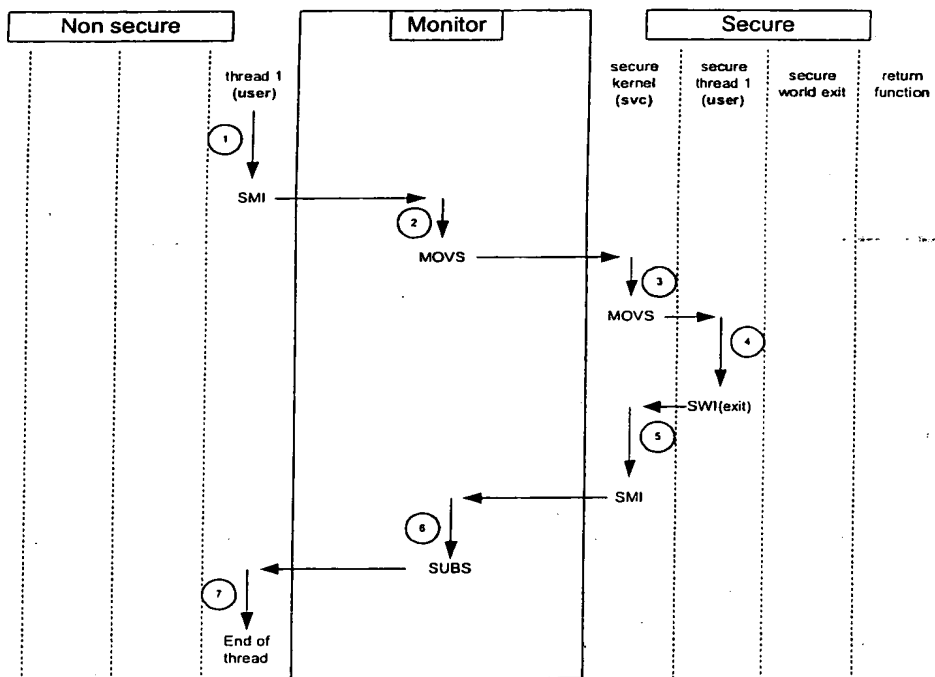 Non secure
Monitor
Secure
thread 1
(user)
secure
kernel
(svc)
secure
thread 1
(user)
secure
world exit
return
function
1
SMI
2
MOVS
3
MOVS
4
SWI(exit)
5
SMI
6
SUBS
7
End of
thread